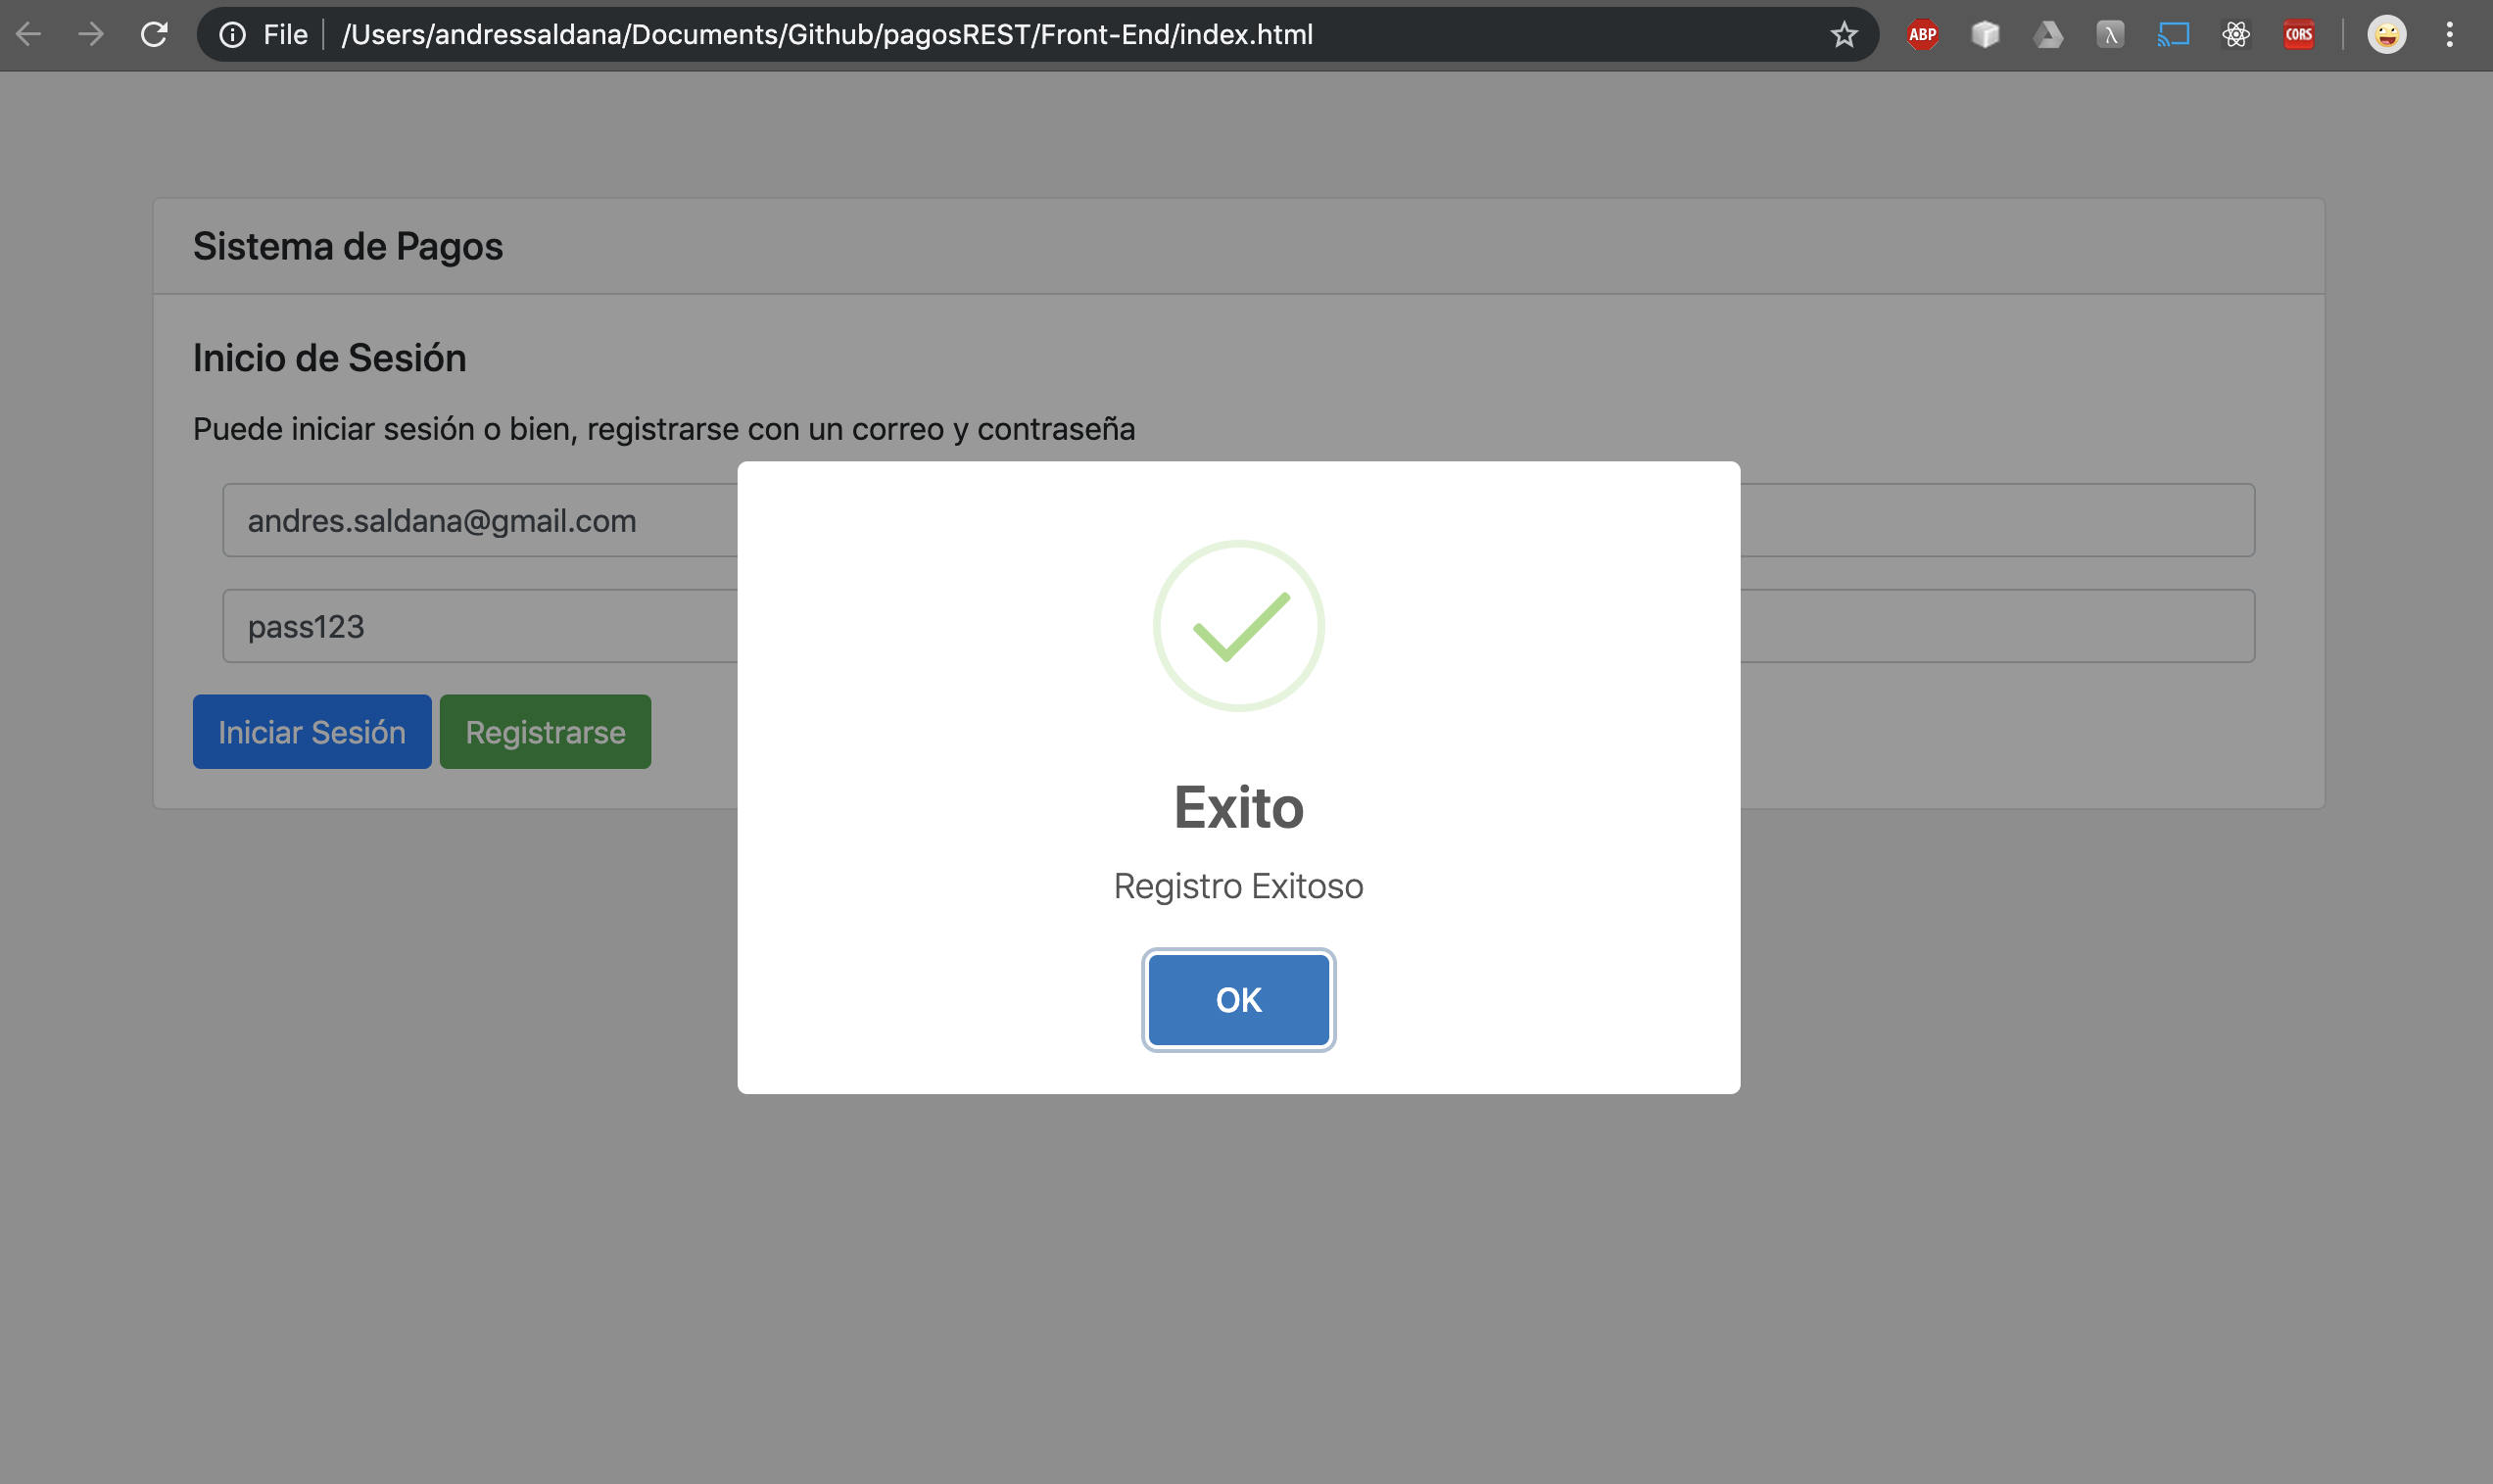 File /Users/andressaldana/Documents/Github/pagosREST/Front-End/index.html
ABP
λ
CORS
Sistema de Pagos
Inicio de Sesión
Puede iniciar sesión o bien, registrarse con un correo y contraseña
andres.saldana@gmail.com
pass123
Iniciar Sesión Registrarse
Exito
Registro Exitoso
OK